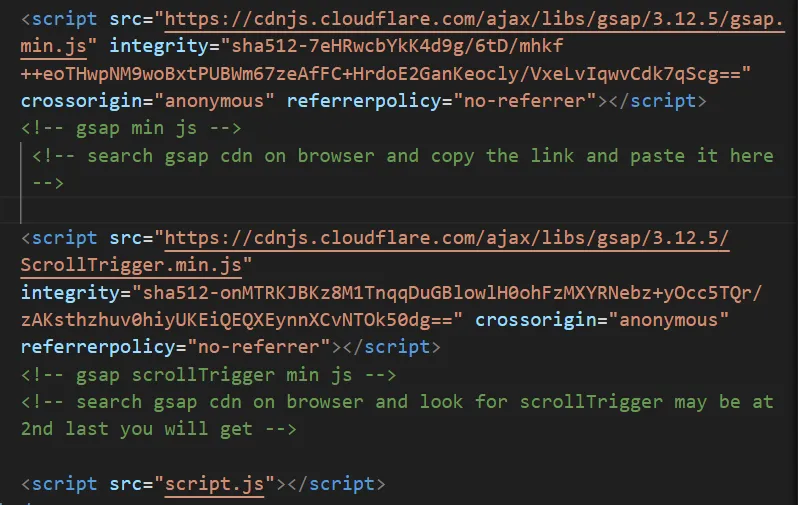 <script src="https://cdnjs.cloudflare.com/ajax/libs/gsap/3.12.5/gsap.
min.js" integrity="sha512-7eHRwcbYkK4d9g/6tD/mhkf
++eoTHwpNM9woBxtPUBWm67zeAfFC+HrdoE2GanKeocly/VxeLvIqwvCdk7qScg=="
crossorigin="anonymous" referrerpolicy="no-referrer"></script>
<!-- gsap min js -->
<!-- search gsap cdn on browser and copy the link and paste it here
-->
<script src="https://cdnjs.cloudflare.com/ajax/libs/gsap/3.12.5/
ScrollTrigger.min.js"
integrity="sha512-onMTRKJBKz8M1TnqqDuGBlowlH0ohFzMXYRNebz+yOcc5TQr/
zAKsthzhuv0hiyUKEiQEQXEynnXCvNTOk50dg==" crossorigin="anonymous"
referrerpolicy="no-referrer"></script>
<!-- gsap scrollTrigger min js -->
<!-- search gsap cdn on browser and look for scrollTrigger may be at
2nd last you will get -->
<script src="script.js"></script>